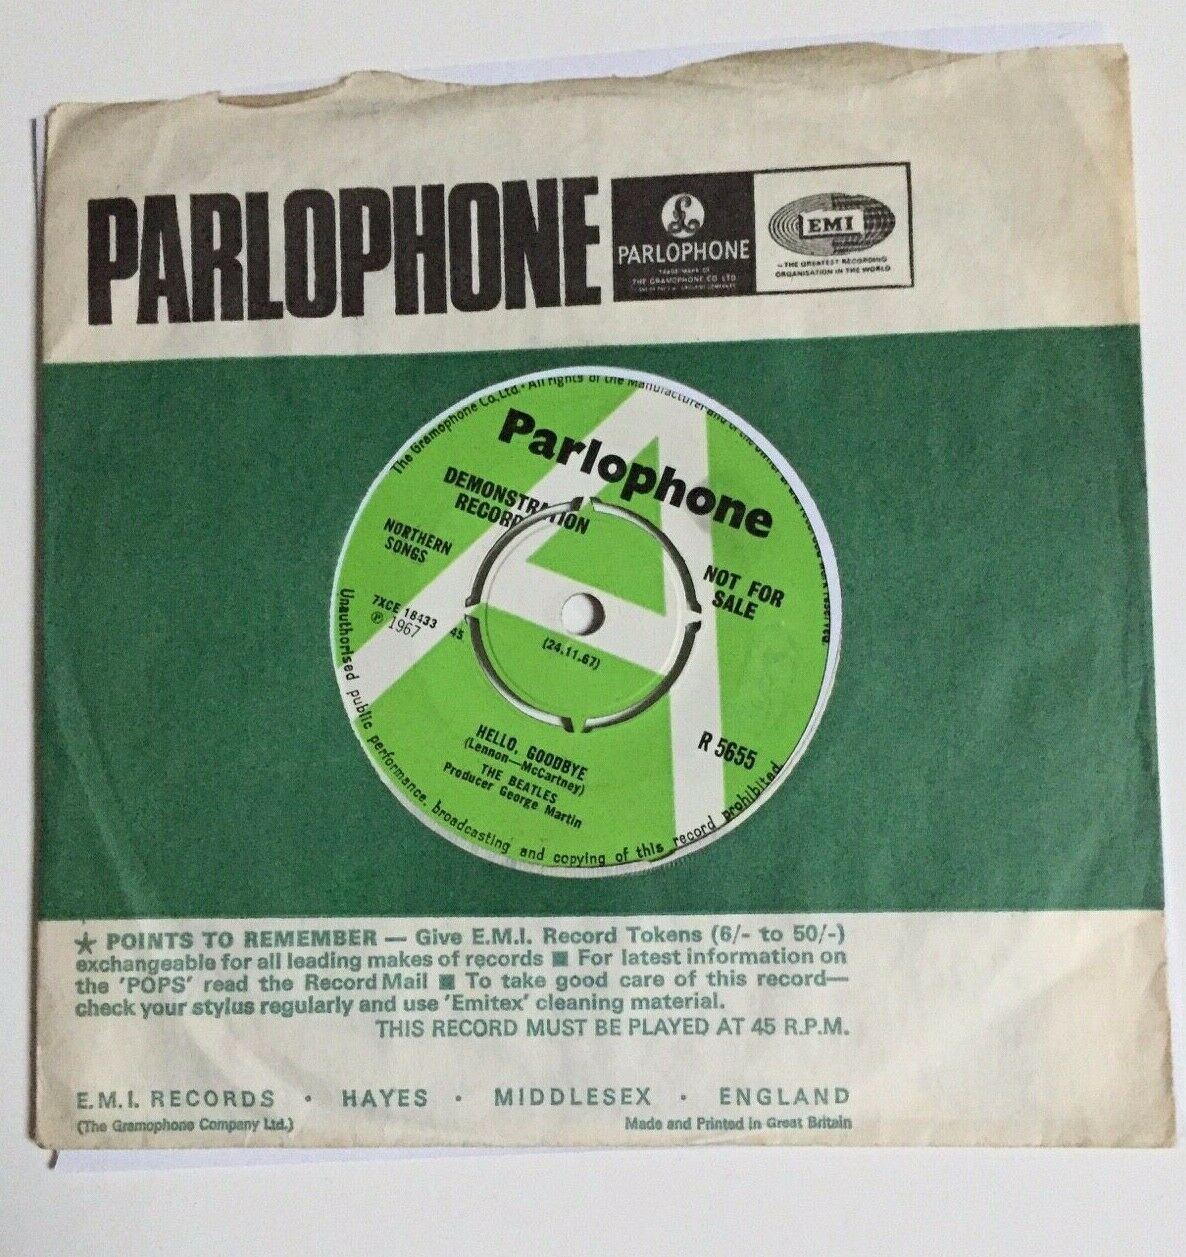 PARLOPHONE
£
PARLOPHONE
TRADE MARK OF
THE GRAMOPHONE CO. LTD.
EMI
THE GREATEST RECORDING
ORGANISATION IN THE WORLD
The Gramophone Co. Ltd. · All rights of the Manufacturer and of the
Parlophone
DEMONSTRATION
RECORD
NORTHERN
SONGS
NOT FOR
SALE
7XCE 18433
℗ 1967
45
(24.11.67)
R 5655
HELLO, GOODBYE
(Lennon—McCartney)
THE BEATLES
Producer George Martin
Unauthorised public performance, broadcasting and copying of this record prohibited
★ POINTS TO REMEMBER — Give E.M.I. Record Tokens (6/- to 50/-)
exchangeable for all leading makes of records ■ For latest information on
the 'POPS' read the Record Mail ■ To take good care of this record—
check your stylus regularly and use 'Emitex' cleaning material.
THIS RECORD MUST BE PLAYED AT 45 R.P.M.
E.M.I. RECORDS · HAYES · MIDDLESEX · ENGLAND
(The Gramophone Company Ltd.) Made and Printed in Great Britain